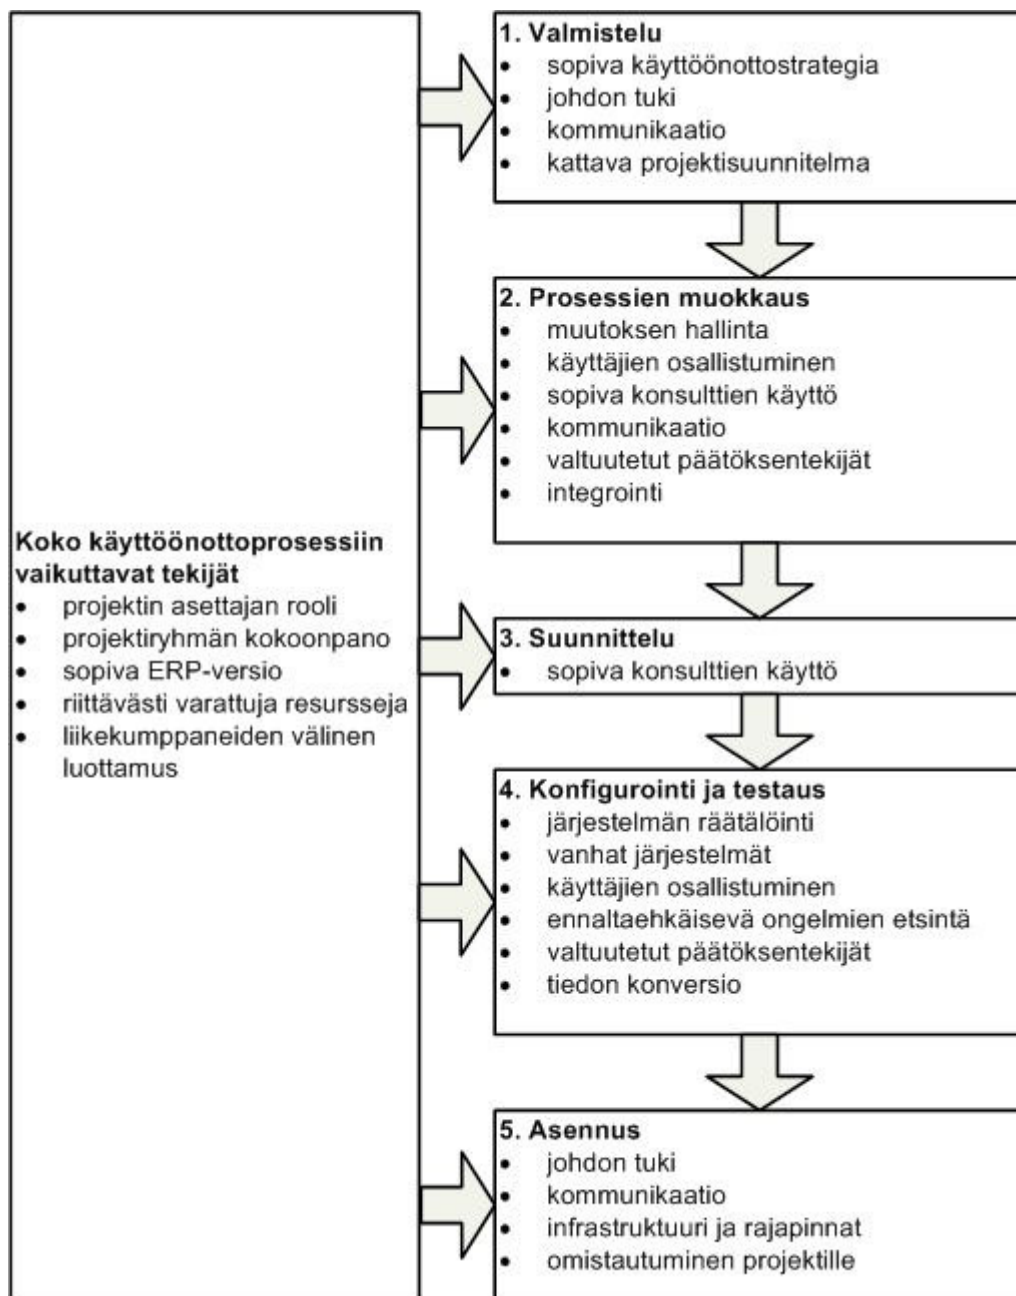 Koko käyttöönottoprosessiin
vaikuttavat tekijät
• projektin asettajan rooli
• projektiryhmän kokoonpano
• sopiva ERP-versio
• riittävästi varattuja resursseja
• liikekumppaneiden välinen
luottamus
1. Valmistelu
• sopiva käyttöönottostrategia
• johdon tuki
• kommunikaatio
• kattava projektisuunnitelma
2. Prosessien muokkaus
• muutoksen hallinta
• käyttäjien osallistuminen
• sopiva konsulttien käyttö
• kommunikaatio
• valtuutetut päätöksentekijät
• integrointi
3. Suunnittelu
• sopiva konsulttien käyttö
4. Konfigurointi ja testaus
• järjestelmän räätälöinti
• vanhat järjestelmät
• käyttäjien osallistuminen
• ennaltaehkäisevä ongelmien etsintä
• valtuutetut päätöksentekijät
• tiedon konversio
5. Asennus
• johdon tuki
• kommunikaatio
• infrastruktuuri ja rajapinnat
• omistautuminen projektille